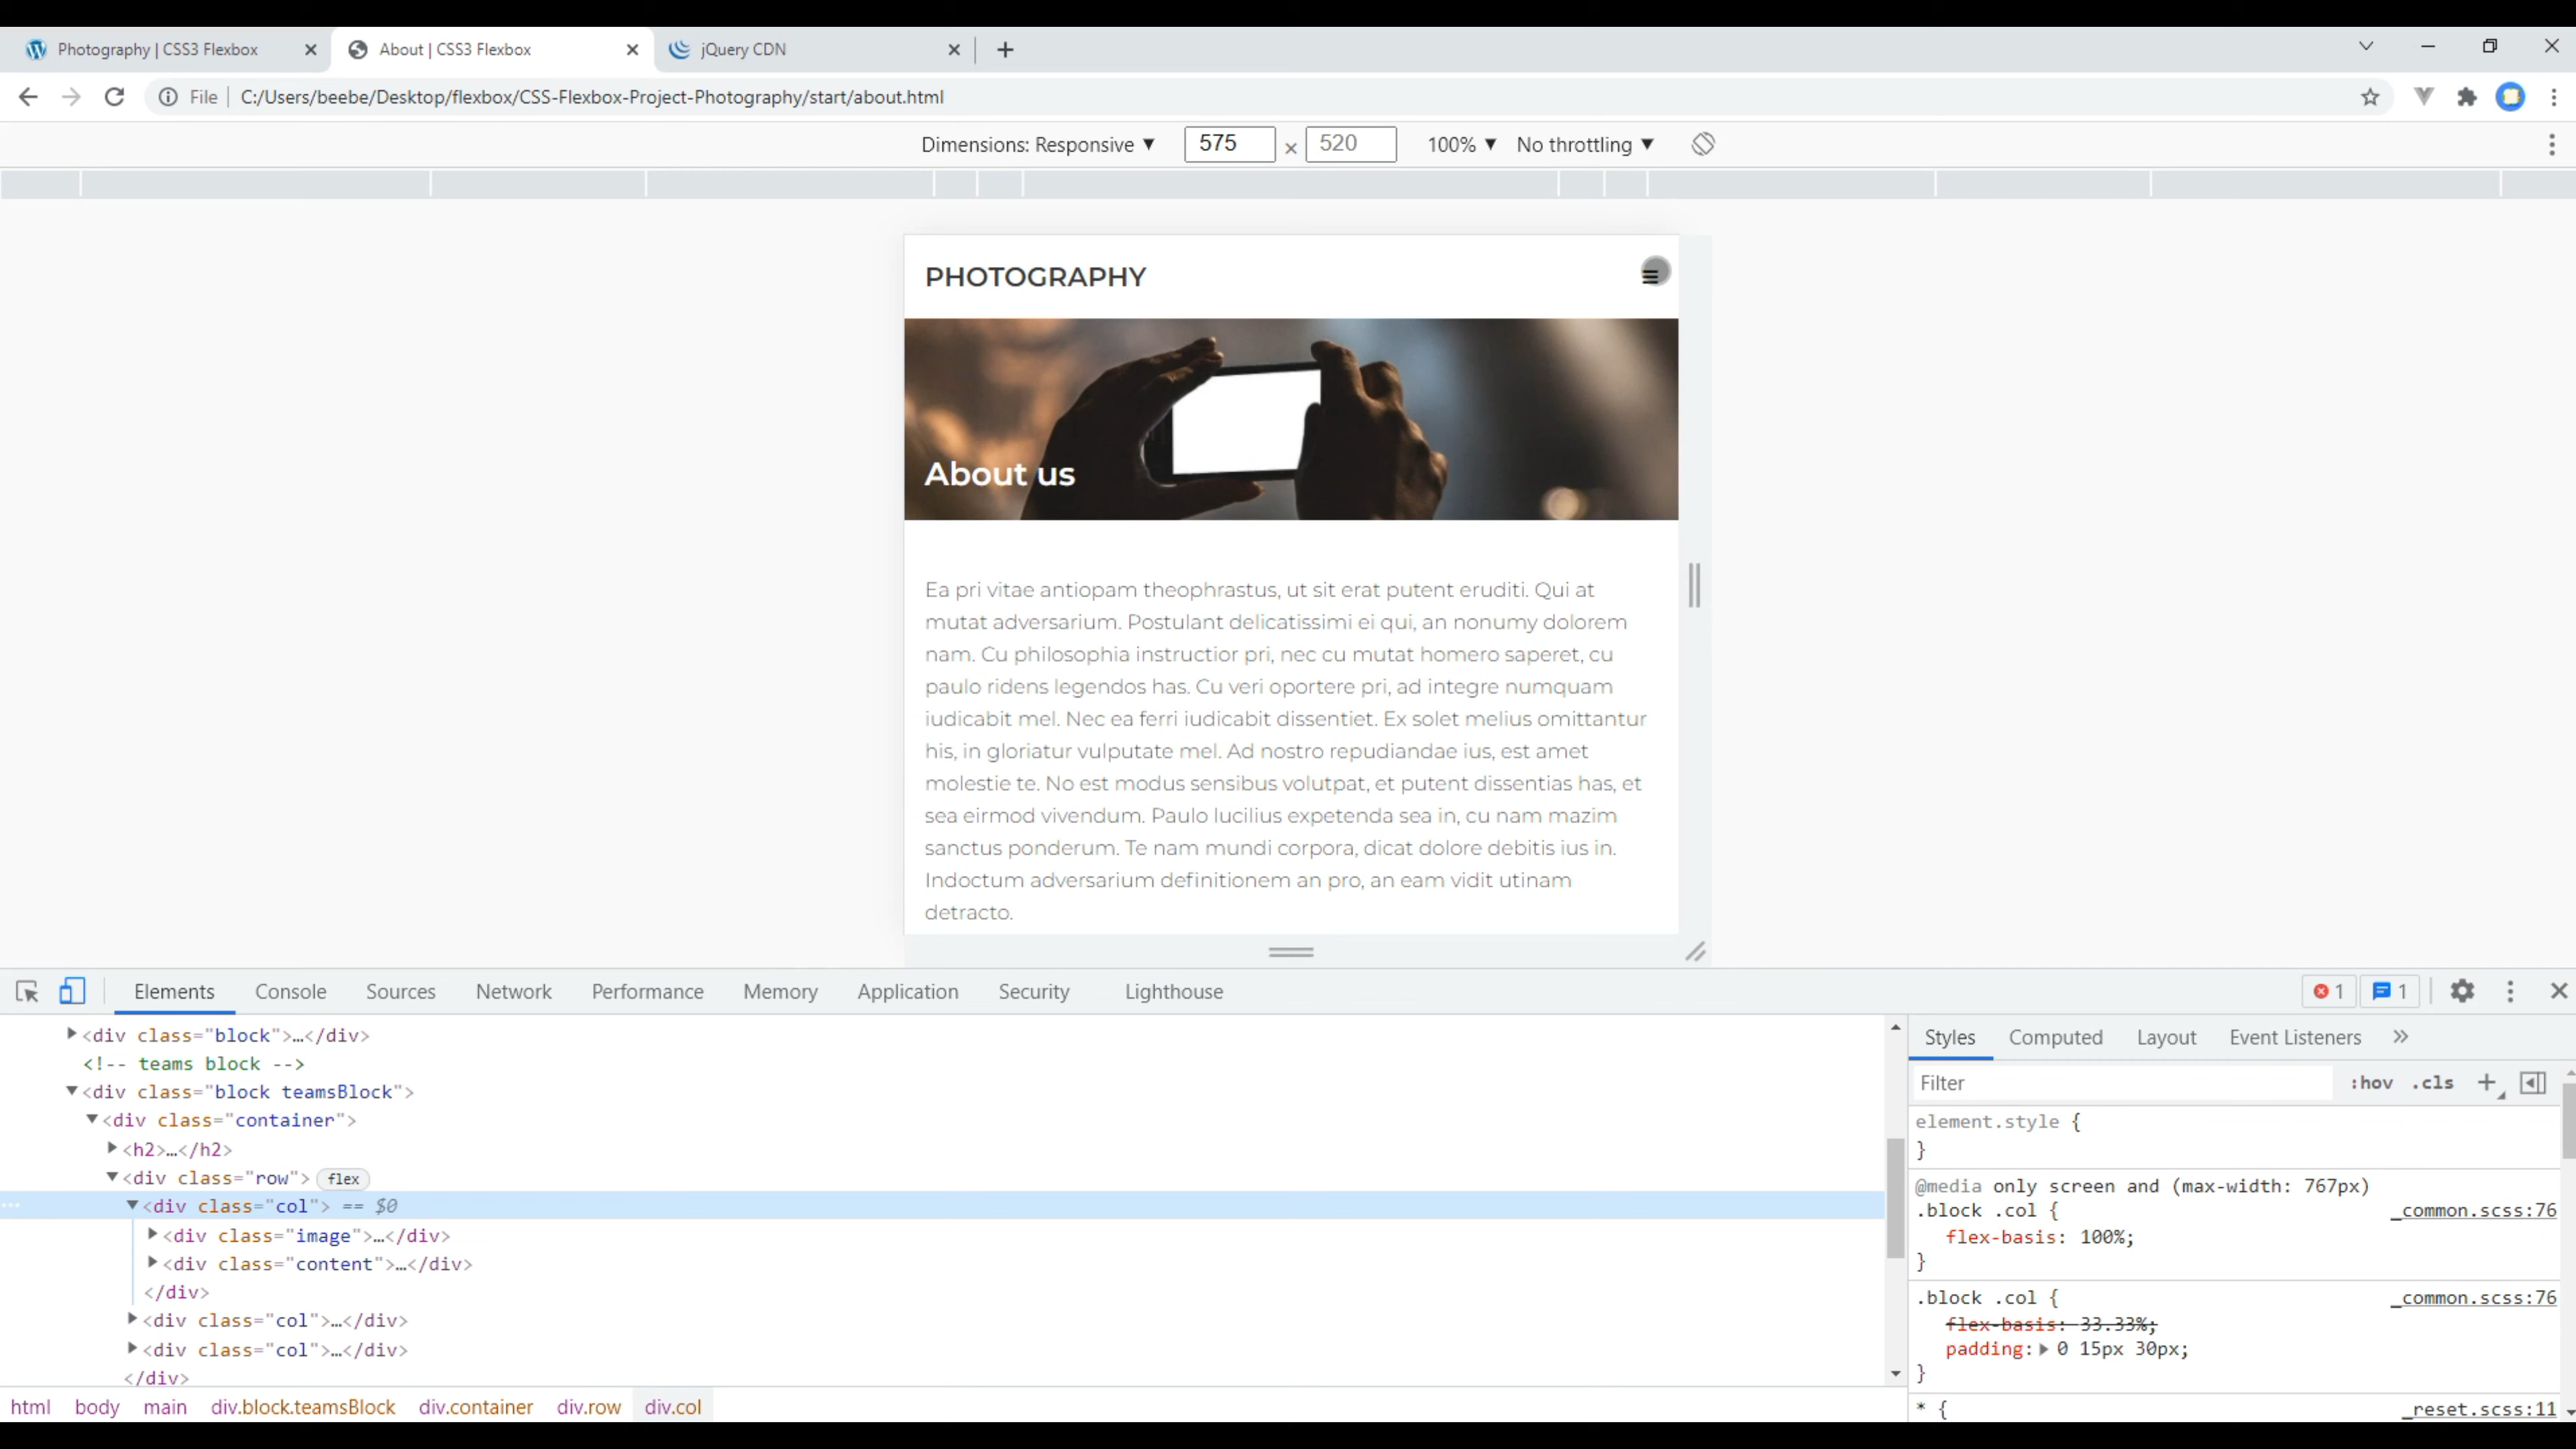 Photography | CSS3 Flexbox
About | CSS3 Flexbox
jQuery CDN
File
C:/Users/beebe/Desktop/flexbox/CSS-Flexbox-Project-Photography/start/about.html
Dimensions: Responsive ▼ 575 × 520 100% ▼ No throttling ▼
PHOTOGRAPHY
About us
Ea pri vitae antiopam theophrastus, ut sit erat putent eruditi. Qui at
mutat adversarium. Postulant delicatissimi ei qui, an nonumy dolorem
nam. Cu philosophia instructior pri, nec cu mutat homero saperet, cu
paulo ridens legendos has. Cu veri oportere pri, ad integre numquam
iudicabit mel. Nec ea ferri iudicabit dissentiet. Ex solet melius omittantur
his, in gloriatur vulputate mel. Ad nostro repudiandae ius, est amet
molestie te. No est modus sensibus volutpat, et putent dissentias has, et
sea eirmod vivendum. Paulo lucilius expetenda sea in, cu nam mazim
sanctus ponderum. Te nam mundi corpora, dicat dolore debitis ius in.
Indoctum adversarium definitionem an pro, an eam vidit utinam
detracto.
Elements Console Sources Network Performance Memory Application Security Lighthouse 1 1
<div class="block">…</div>
<!-- teams block -->
<div class="block teamsBlock">
<div class="container">
<h2>…</h2>
<div class="row"> flex
<div class="col"> == $0
<div class="image">…</div>
<div class="content">…</div>
</div>
<div class="col">…</div>
<div class="col">…</div>
</div>
html body main div.block.teamsBlock div.container div.row div.col
Styles Computed Layout Event Listeners »
Filter :hov .cls +
element.style {
}
@media only screen and (max-width: 767px)
.block .col { _common.scss:76
flex-basis: 100%;
}
.block .col { _common.scss:76
flex-basis: 33.33%;
padding: 0 15px 30px;
}
* { _reset.scss:11